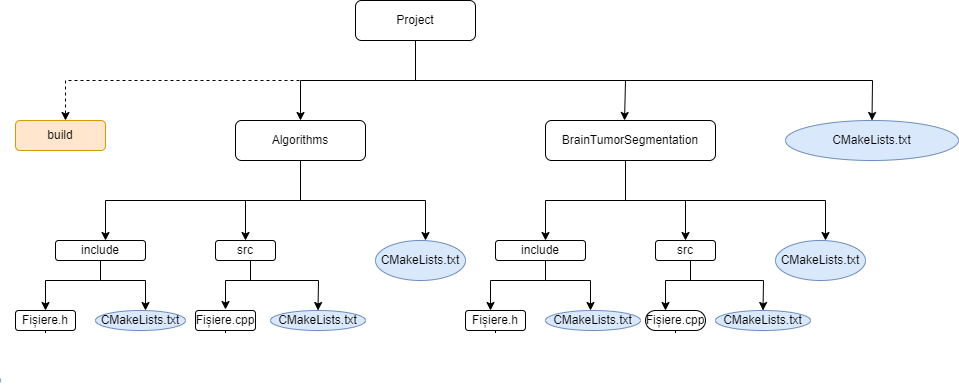 Project
build
Algorithms
BrainTumorSegmentation
CMakeLists.txt
include
src
CMakeLists.txt
include
src
CMakeLists.txt
Fișiere.h
CMakeLists.txt
Fișiere.cpp
CMakeLists.txt
Fișiere.h
CMakeLists.txt
Fișiere.cpp
CMakeLists.txt